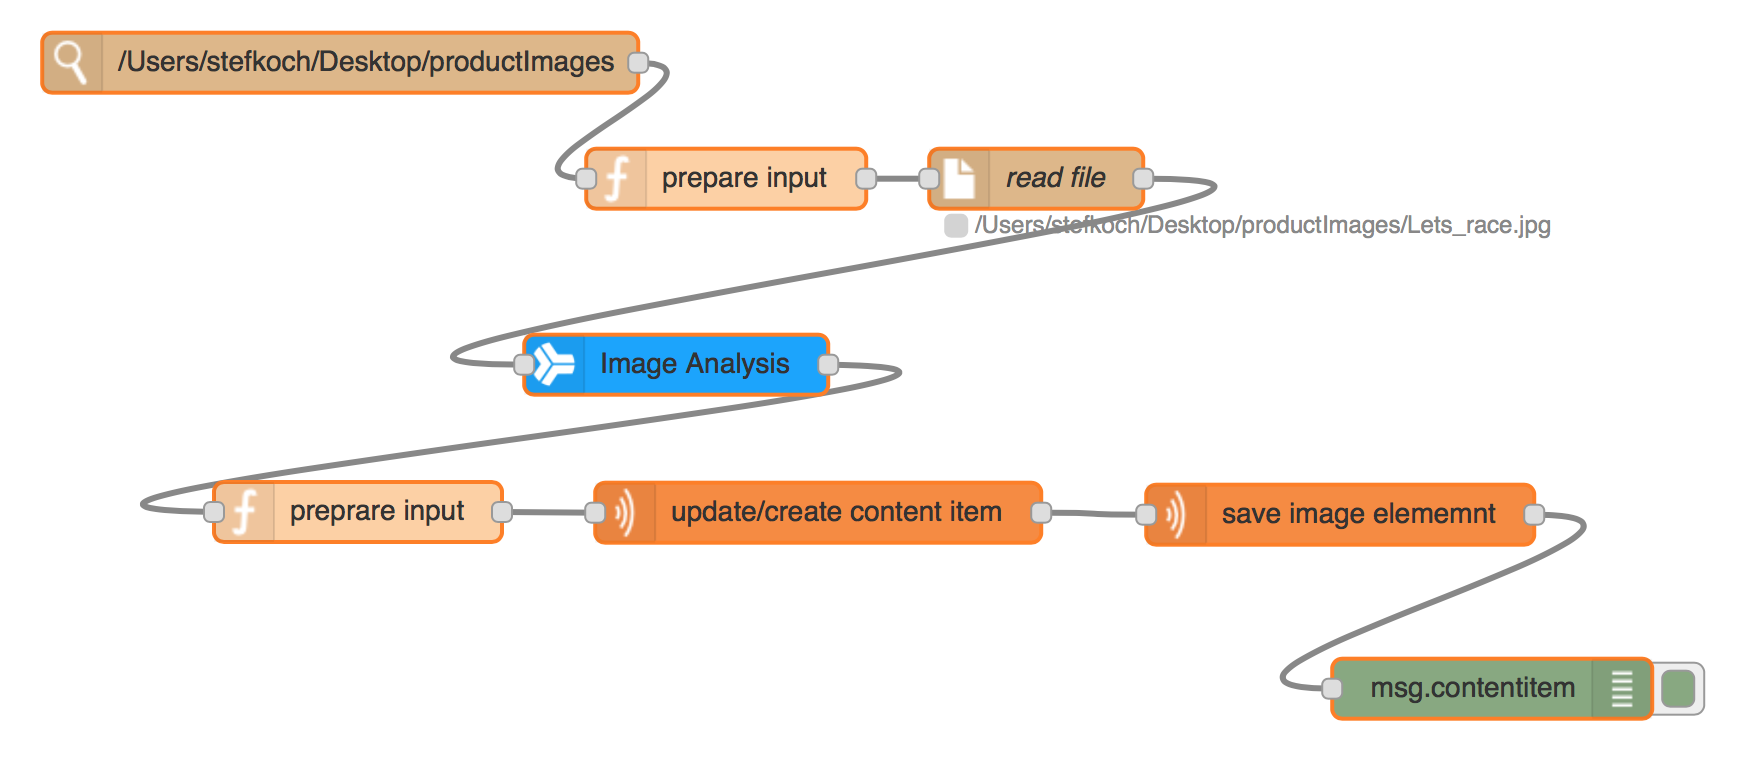 /Users/stefkoch/Desktop/productImages
prepare input
read file
/Users/stefkoch/Desktop/productImages/Lets_race.jpg
Image Analysis
preprare input
update/create content item
save image elememnt
msg.contentitem